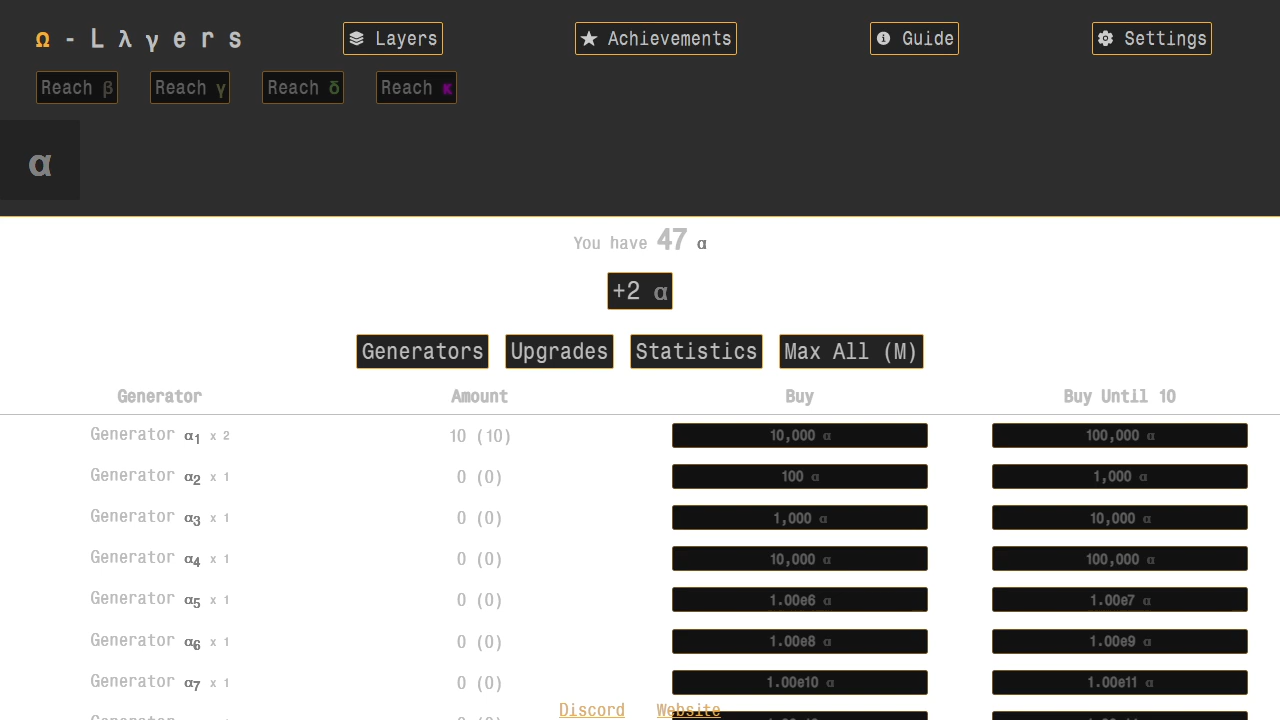 Ω - L λ γ e r s
Layers
Achievements
Guide
Settings
Reach β
Reach γ
Reach δ
Reach κ
α
You have 47 α
+2 α
Generators
Upgrades
Statistics
Max All (M)
Generator Amount Buy Buy Until 10
Generator α1 x 2 10 (10) 10,000 α 100,000 α
Generator α2 x 1 0 (0) 100 α 1,000 α
Generator α3 x 1 0 (0) 1,000 α 10,000 α
Generator α4 x 1 0 (0) 10,000 α 100,000 α
Generator α5 x 1 0 (0) 1.00e6 α 1.00e7 α
Generator α6 x 1 0 (0) 1.00e8 α 1.00e9 α
Generator α7 x 1 0 (0) 1.00e10 α 1.00e11 α
Discord Website